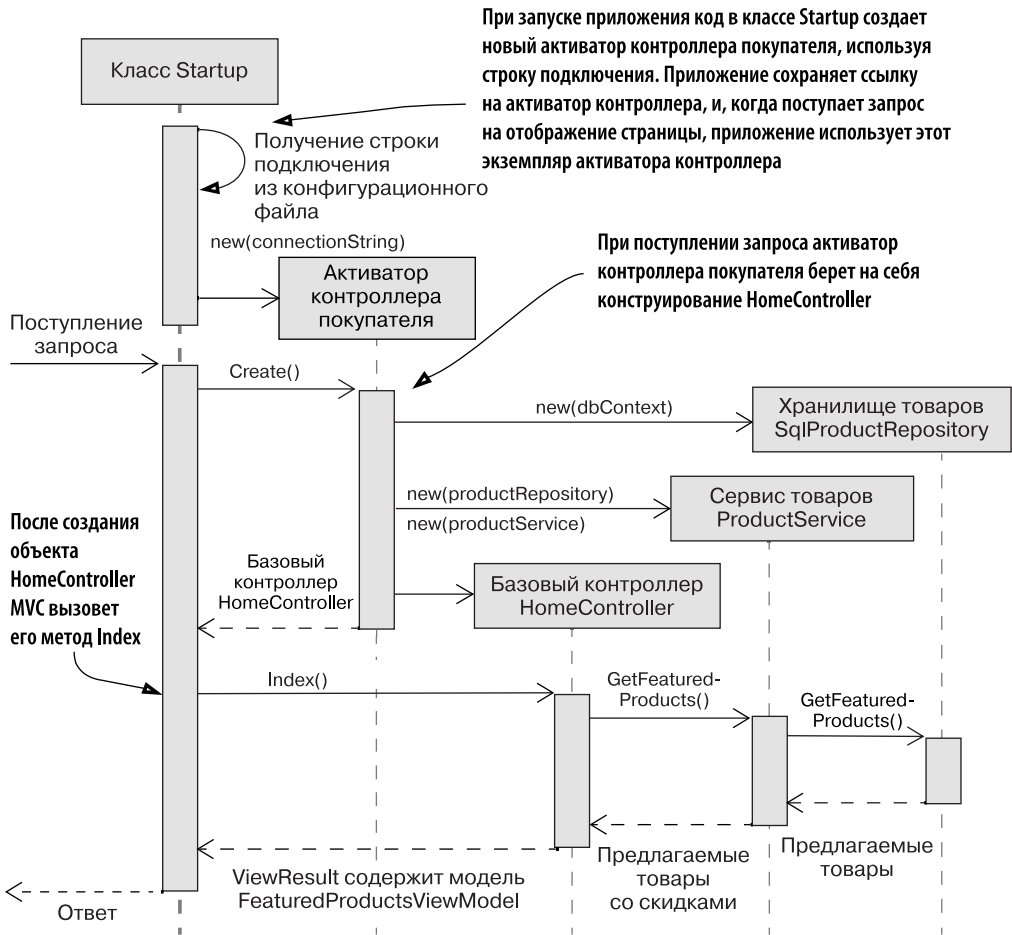 При запуске приложения код в классе Startup создает
новый активатор контроллера покупателя, используя
строку подключения. Приложение сохраняет ссылку
на активатор контроллера, и, когда поступает запрос
на отображение страницы, приложение использует этот
экземпляр активатора контроллера
Класс Startup
Получение строки
подключения
из конфигурационного
файла
new(connectionString)
Активатор
контроллера
покупателя
При поступлении запроса активатор
контроллера покупателя берет на себя
конструирование HomeController
Поступление
запроса
Create()
new(dbContext)
Хранилище товаров
SqlProductRepository
new(productRepository)
new(productService)
Сервис товаров
ProductService
После создания
объекта
HomeController
MVC вызовет
его метод Index
Базовый
контроллер
HomeController
Базовый контроллер
HomeController
Index()
GetFeatured-
Products()
GetFeatured-
Products()
Предлагаемые
товары
Предлагаемые
товары
со скидками
ViewResult содержит модель
FeaturedProductsViewModel
Ответ